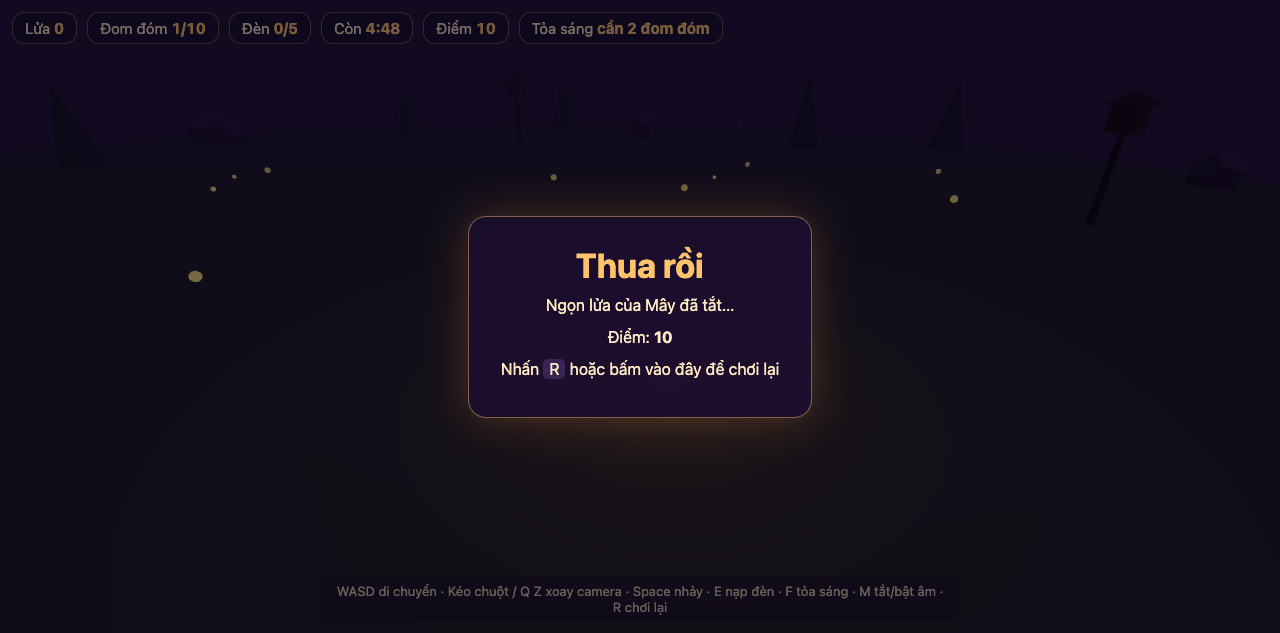 Lửa 0 Đom đóm 1/10 Đèn 0/5 Còn 4:48 Điểm 10 Tỏa sáng cần 2 đom đóm
Thua rồi
Ngọn lửa của Mây đã tắt...
Điểm: 10
Nhấn R hoặc bấm vào đây để chơi lại
WASD di chuyển · Kéo chuột / Q Z xoay camera · Space nhảy · E nạp đèn · F tỏa sáng · M tắt/bật âm ·
R chơi lại